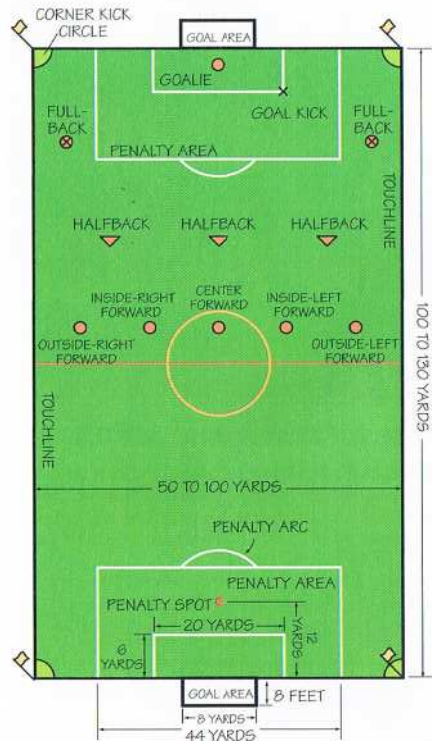 CORNER KICK
CIRCLE
GOAL AREA
GOALIE
GOAL KICK
FULL-
BACK
FULL-
BACK
PENALTY AREA
TOUCHLINE
HALFBACK
HALFBACK
HALFBACK
INSIDE-RIGHT
FORWARD
CENTER
FORWARD
INSIDE-LEFT
FORWARD
OUTSIDE-RIGHT
FORWARD
OUTSIDE-LEFT
FORWARD
100 TO 130 YARDS
TOUCHLINE
50 TO 100 YARDS
PENALTY ARC
PENALTY AREA
PENALTY SPOT
20 YARDS
12
YARDS
6
YARDS
GOAL AREA
8 FEET
8 YARDS
44 YARDS